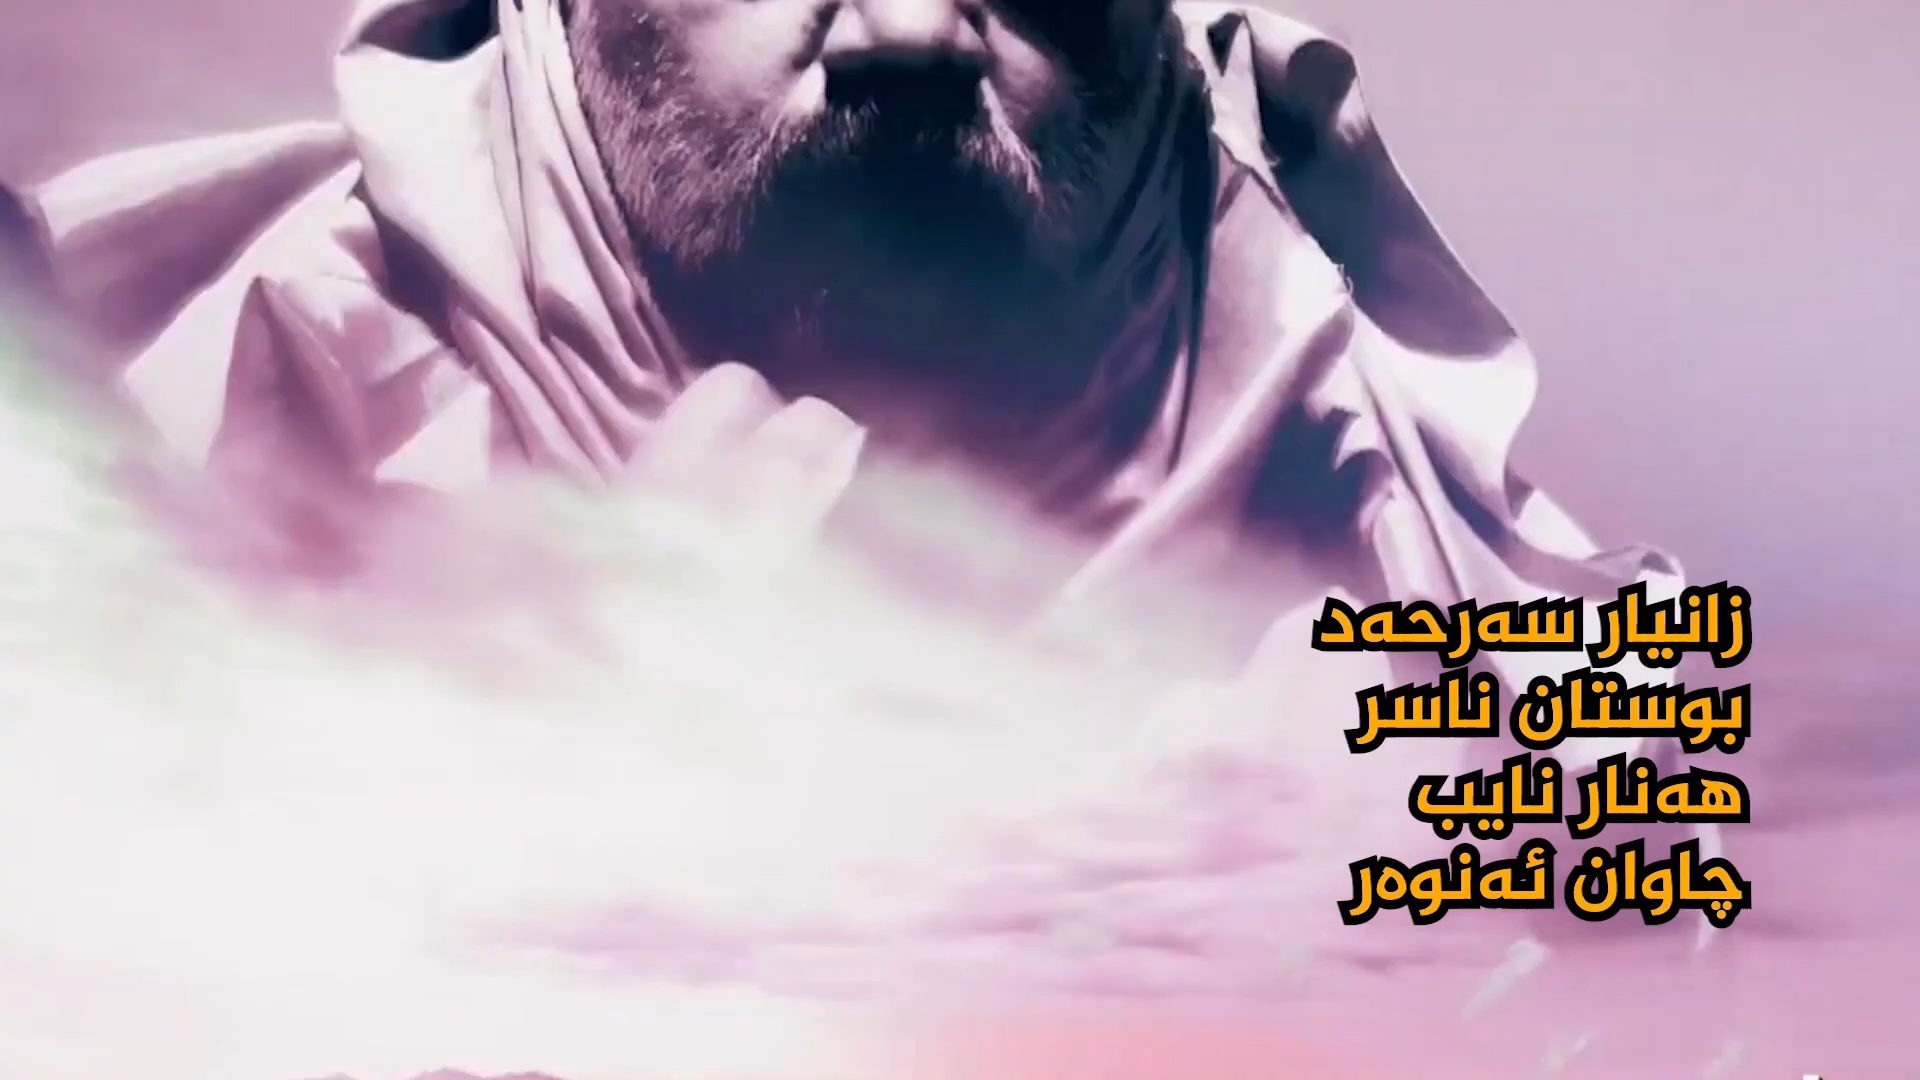 زانیار سەرحەد
بوستان ناسر
هەنار نایب
چاوان ئەنوەر